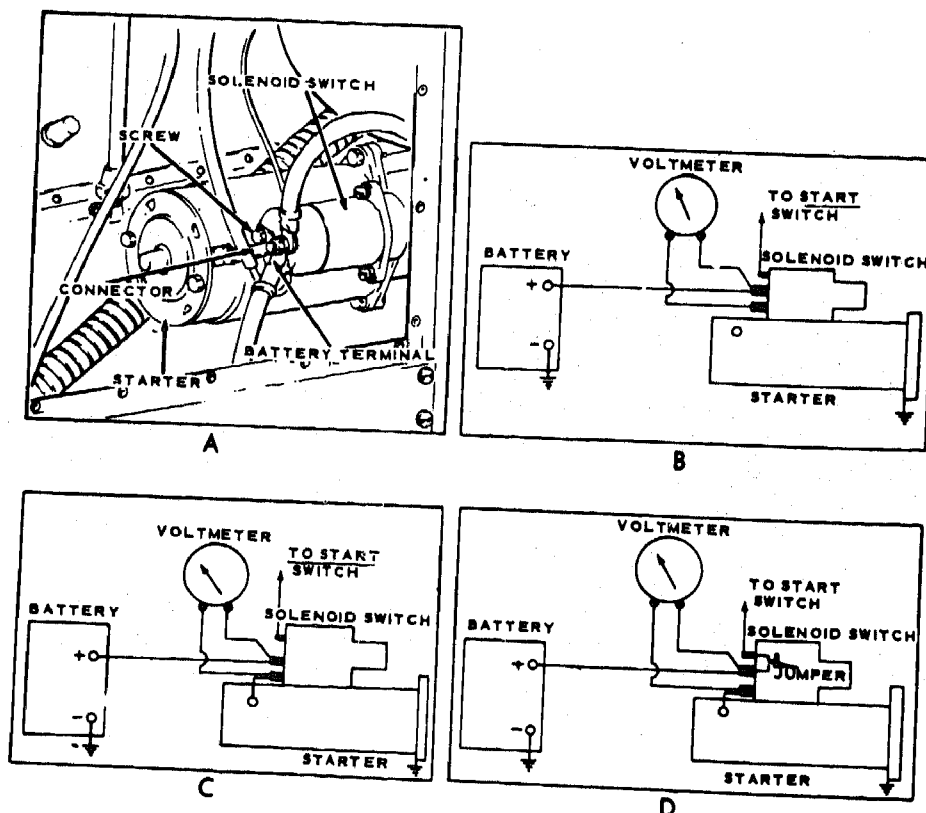 SOLENOID SWITCH
SCREW
CONNECTOR
BATTERY TERMINAL
STARTER
A
VOLTMETER
TO START
SWITCH
SOLENOID SWITCH
BATTERY
+
-
STARTER
B
VOLTMETER
TO START
SWITCH
SOLENOID SWITCH
BATTERY
+
-
STARTER
C
VOLTMETER
TO START
SWITCH
SOLENOID SWITCH
BATTERY
+
JUMPER
-
STARTER
D